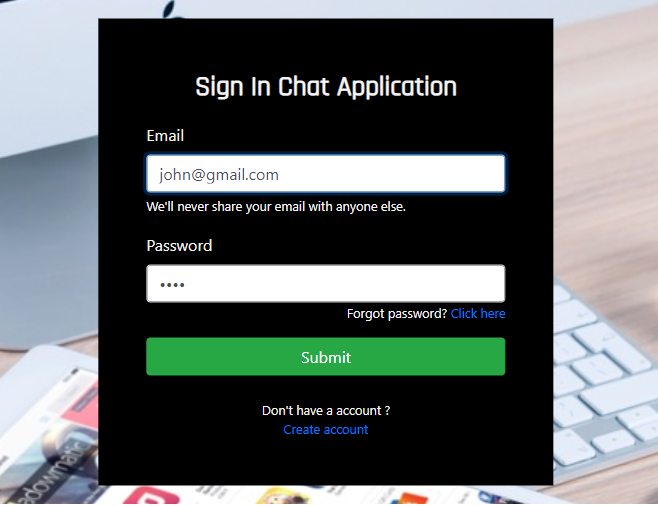 Sign In Chat Application
Email
john@gmail.com
We'll never share your email with anyone else.
Password
••••
Forgot password? Click here
Submit
Don't have a account ?
Create account
adowmatic